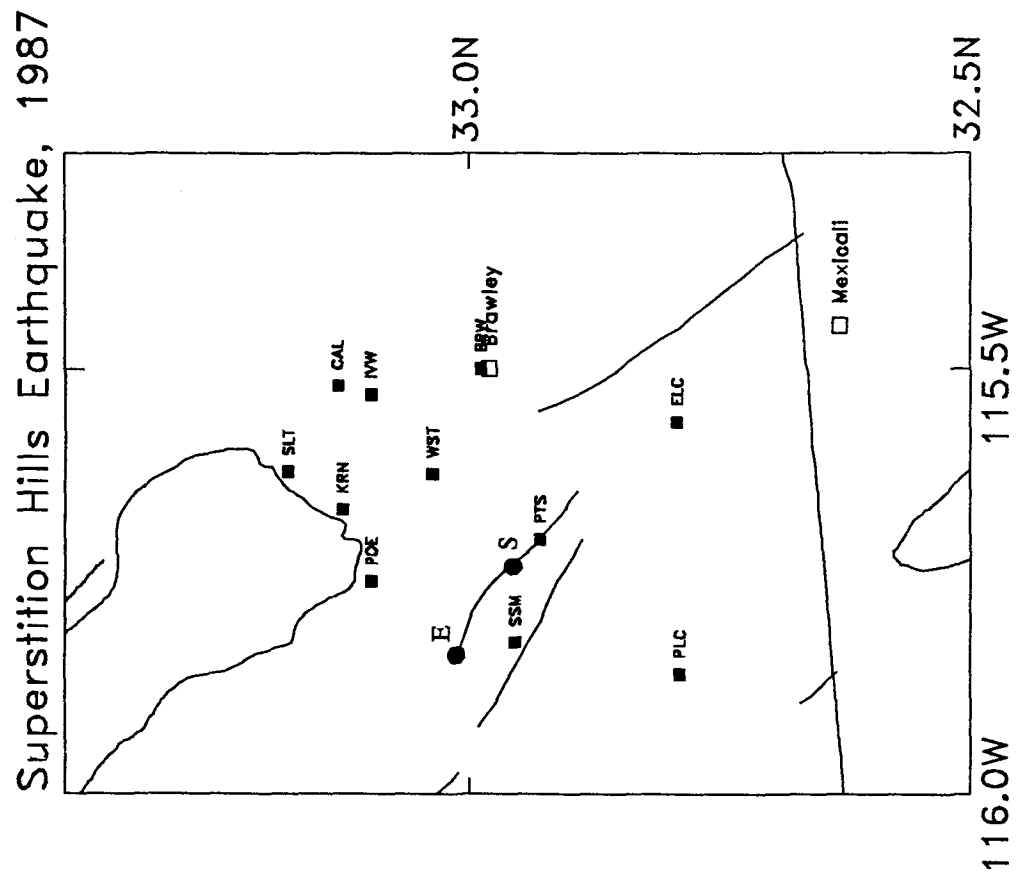 Superstition Hills Earthquake, 1987
SLT
CAL
KRN
IVW
POE
WST
33.0N
E
BRW
Brawley
S
SSM
PTS
ELC
PLC
Mexicali
32.5N
116.0W
115.5W